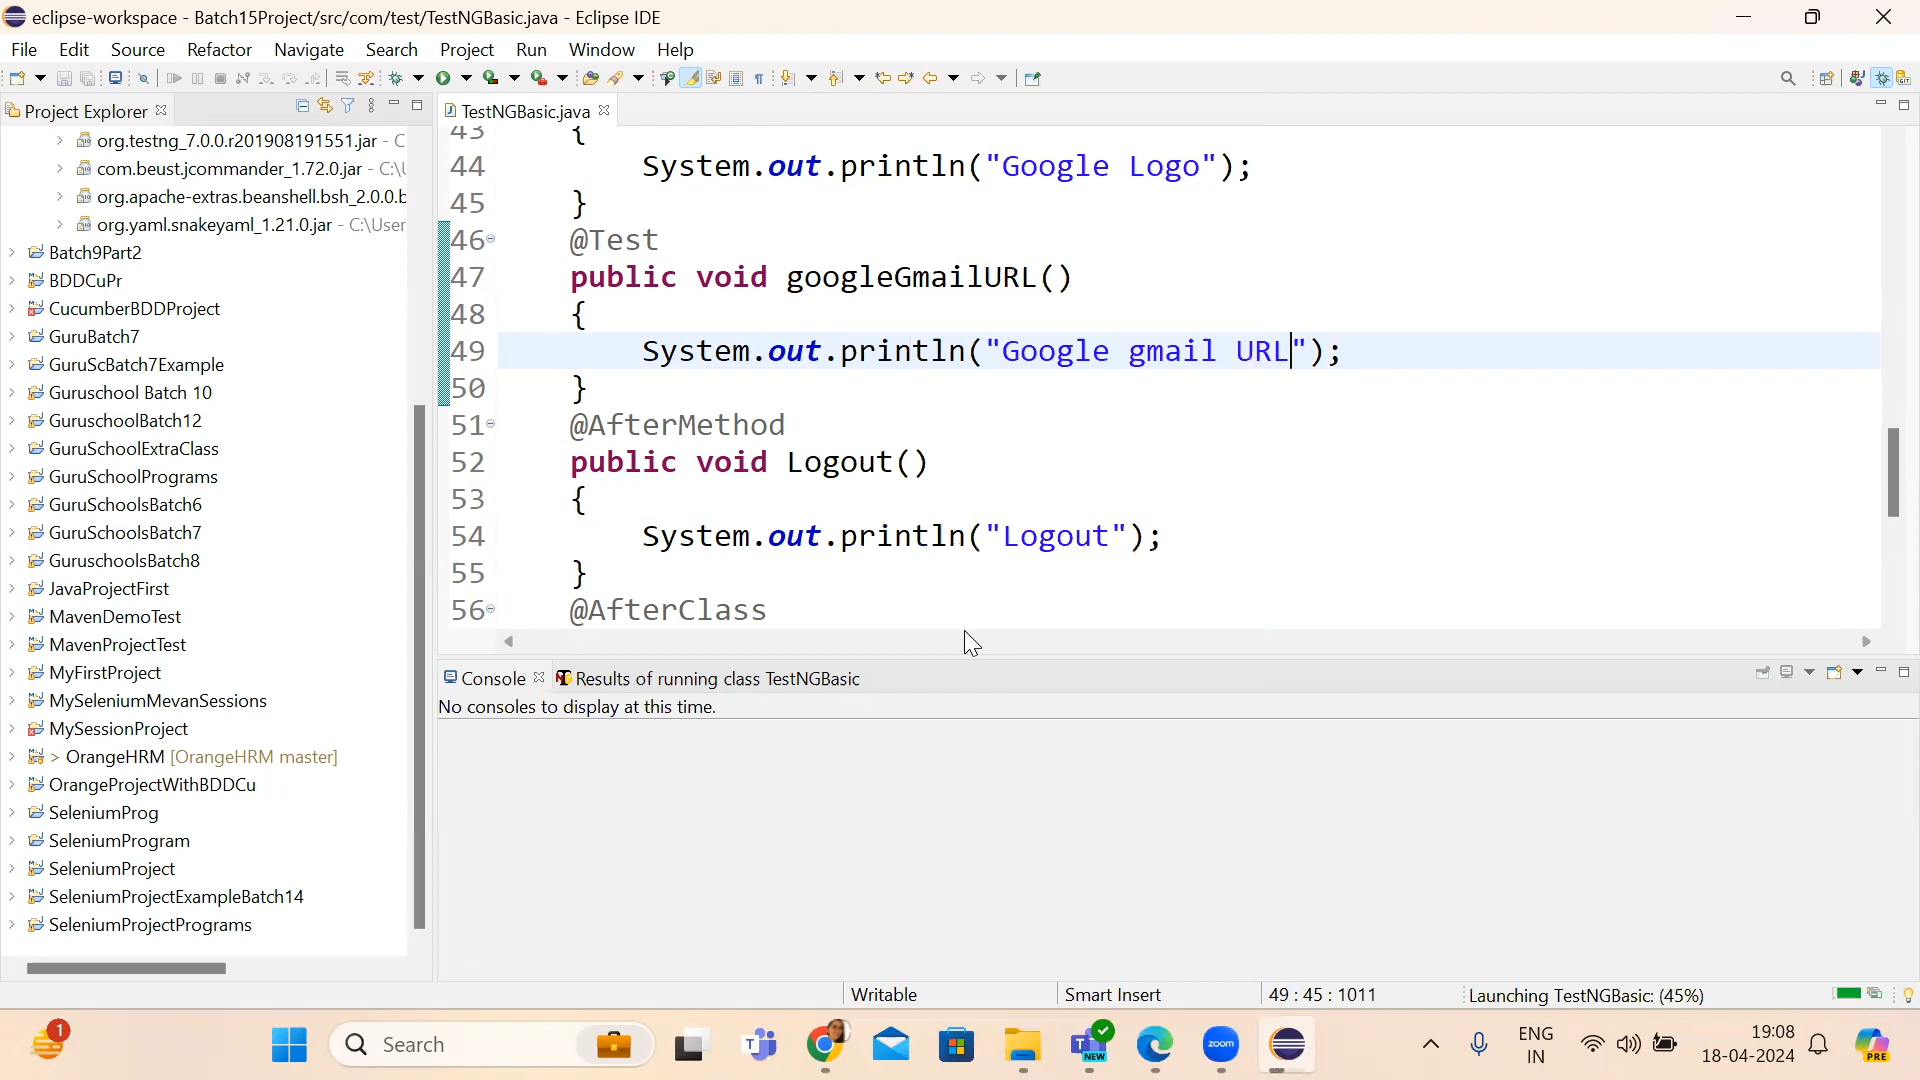 eclipse-workspace - Batch15Project/src/com/test/TestNGBasic.java - Eclipse IDE
File Edit Source Refactor Navigate Search Project Run Window Help
Project Explorer
org.testng_7.0.0.r201908191551.jar - C
com.beust.jcommander_1.72.0.jar - C:\U
org.apache-extras.beanshell.bsh_2.0.0.b
org.yaml.snakeyaml_1.21.0.jar - C:\User
Batch9Part2
BDDCuPr
CucumberBDDProject
GuruBatch7
GuruScBatch7Example
Guruschool Batch 10
GuruschoolBatch12
GuruSchoolExtraClass
GuruSchoolPrograms
GuruSchoolsBatch6
GuruSchoolsBatch7
GuruschoolsBatch8
JavaProjectFirst
MavenDemoTest
MavenProjectTest
MyFirstProject
MySeleniumMevanSessions
MySessionProject
> OrangeHRM [OrangeHRM master]
OrangeProjectWithBDDCu
SeleniumProg
SeleniumProgram
SeleniumProject
SeleniumProjectExampleBatch14
SeleniumProjectPrograms
TestNGBasic.java
43 {
44 System.out.println("Google Logo");
45 }
46 @Test
47 public void googleGmailURL()
48 {
49 System.out.println("Google gmail URL");
50 }
51 @AfterMethod
52 public void Logout()
53 {
54 System.out.println("Logout");
55 }
56 @AfterClass
Console Results of running class TestNGBasic
No consoles to display at this time.
Writable Smart Insert 49 : 45 : 1011 Launching TestNGBasic: (45%)
1 Search NEW zoom ENG IN 19:08 18-04-2024 PRE